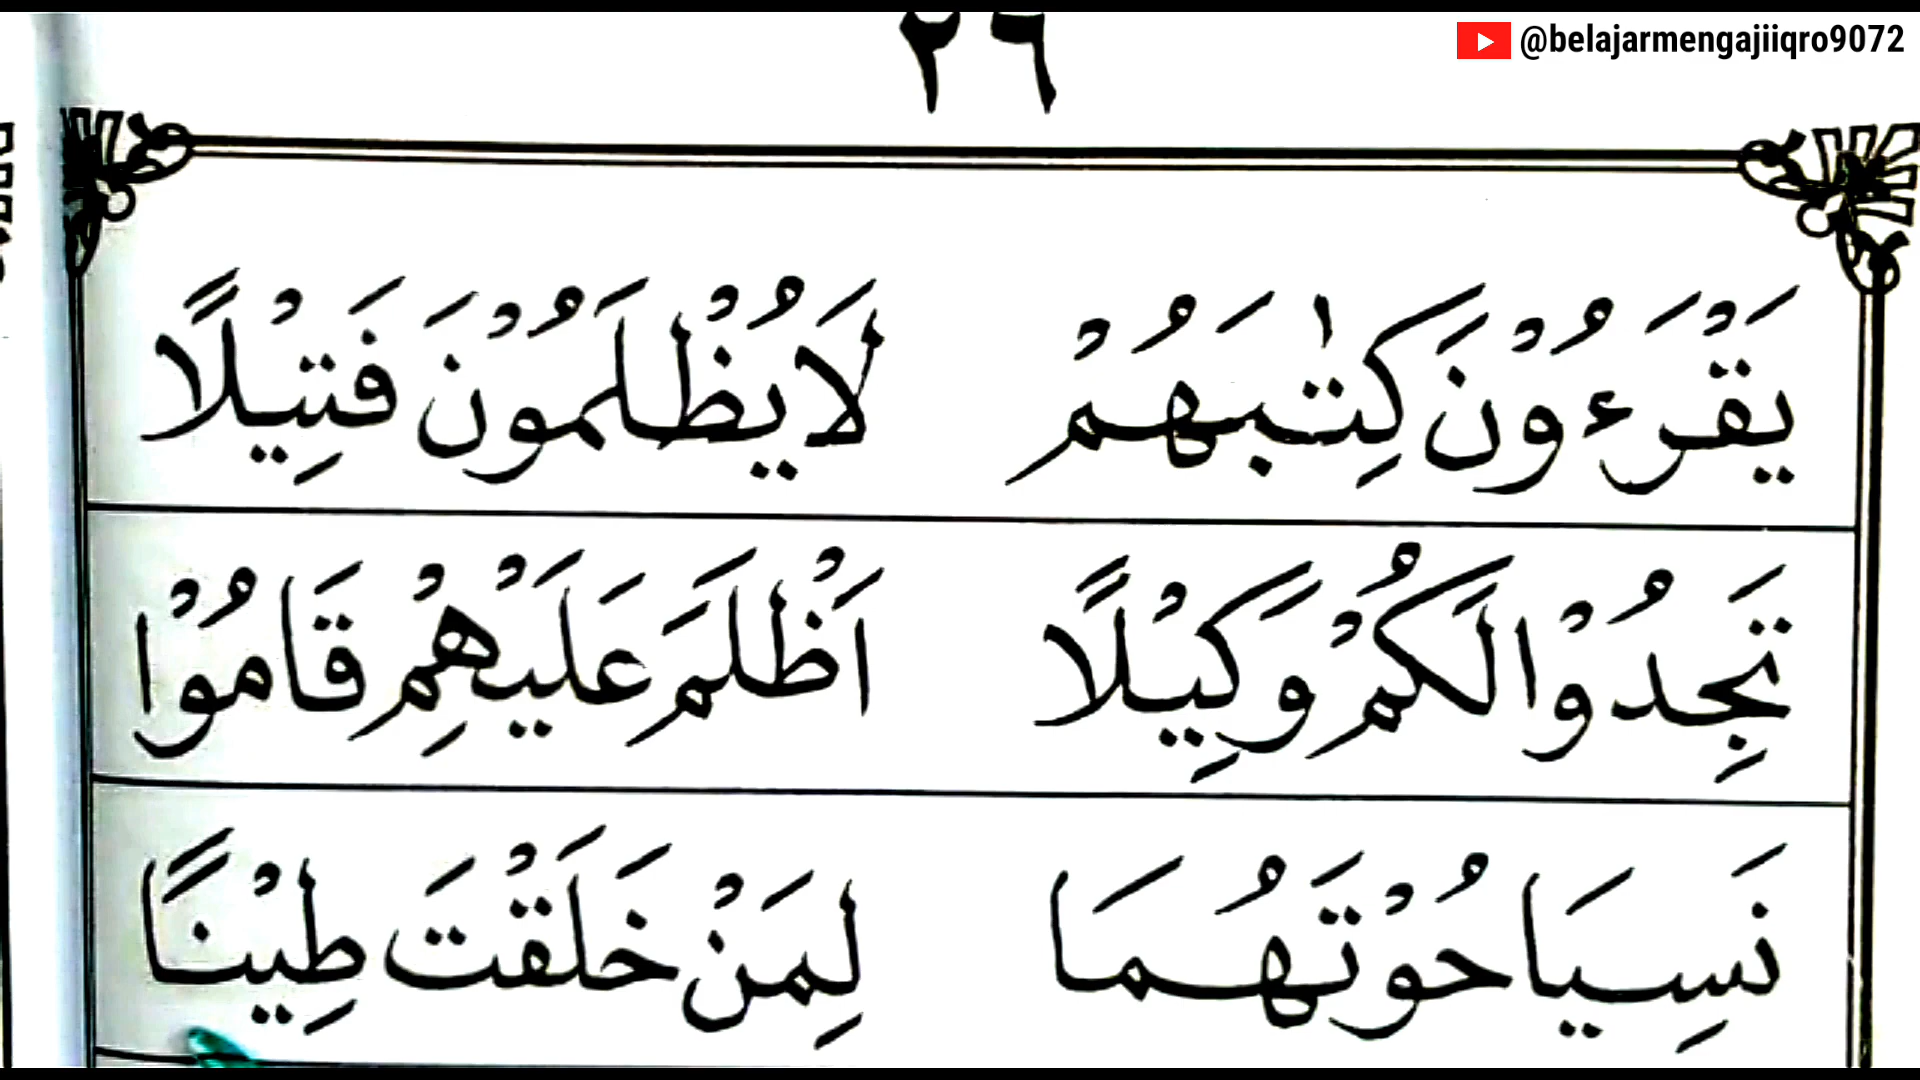 ٢٦
@belajarmengajiiqro9072
يَقْرَءُوْنَ كِتٰبَهُمْ لَا يُظْلَمُوْنَ فَتِيْلًا
تَجِدُوْا لَكُمْ وَكِيْلًا اَظْلَمَ عَلَيْهِمْ قَامُوْا
نَسِيَا حُوْتَهُمَا لِمَنْ خَلَقْتَ طِيْنًا